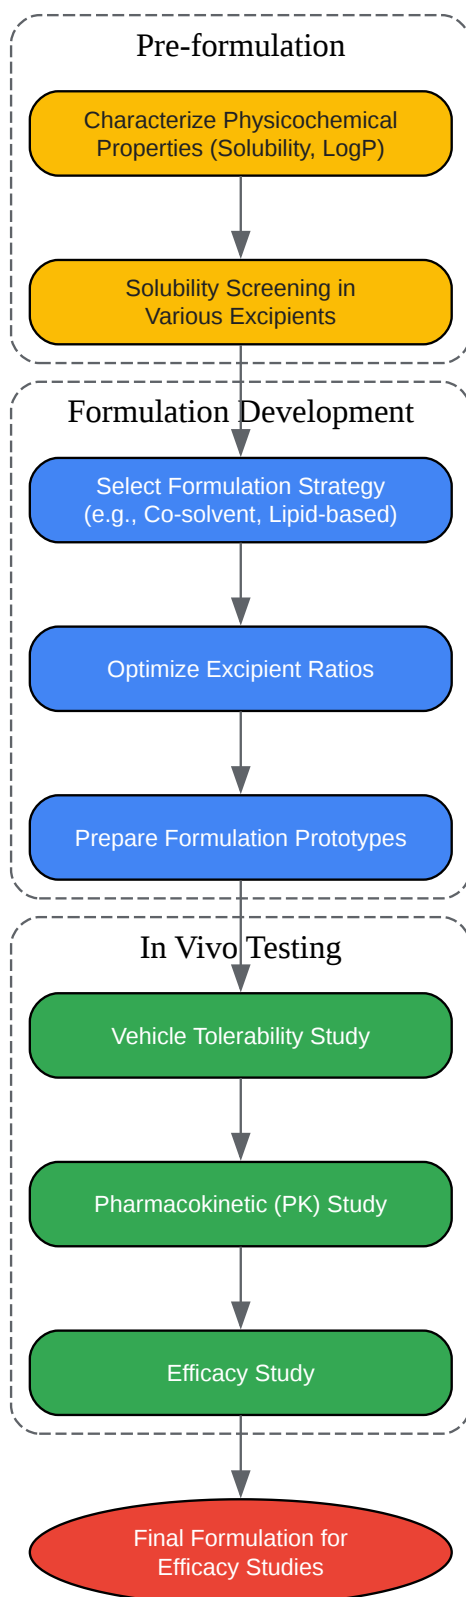 Pre-formulation
Characterize Physicochemical
Properties (Solubility, LogP)
Solubility Screening in
Various Excipients
Formulation Development
Select Formulation Strategy
(e.g., Co-solvent, Lipid-based)
Optimize Excipient Ratios
Prepare Formulation Prototypes
In Vivo Testing
Vehicle Tolerability Study
Pharmacokinetic (PK) Study
Efficacy Study
Final Formulation for
Efficacy Studies